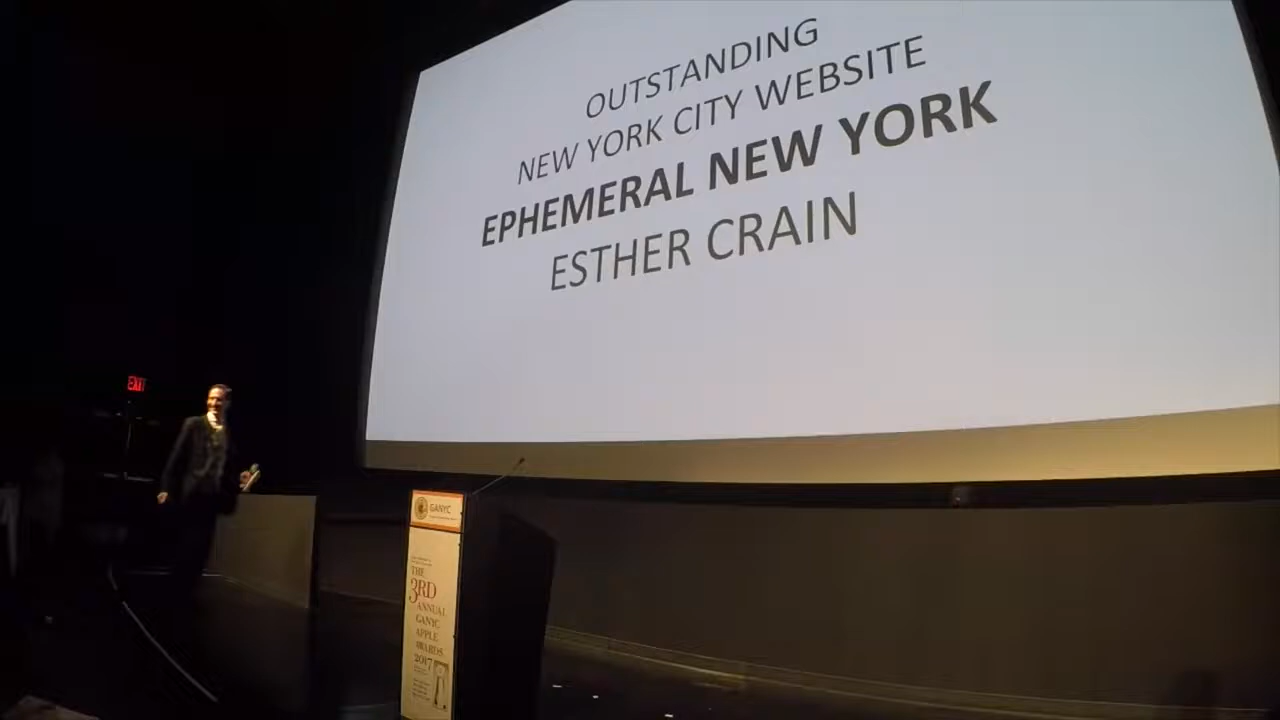 OUTSTANDING
NEW YORK CITY WEBSITE
EPHEMERAL NEW YORK
ESTHER CRAIN
EXIT
GANYC
THE
3RD
ANNUAL
GANYC
APPLE
AWARDS
2017